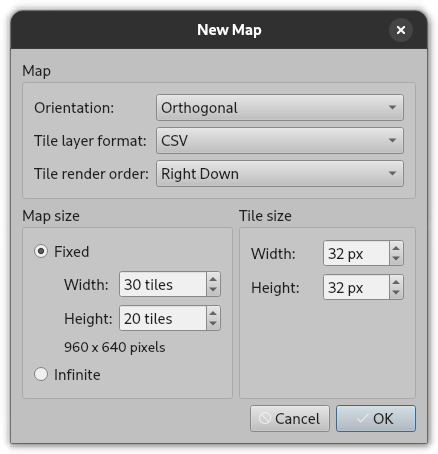 New Map
Map
Orientation: Orthogonal
Tile layer format: CSV
Tile render order: Right Down
Map size
Tile size
Fixed
Width: 30 tiles
Height: 20 tiles
960 x 640 pixels
Infinite
Width: 32 px
Height: 32 px
Cancel
OK